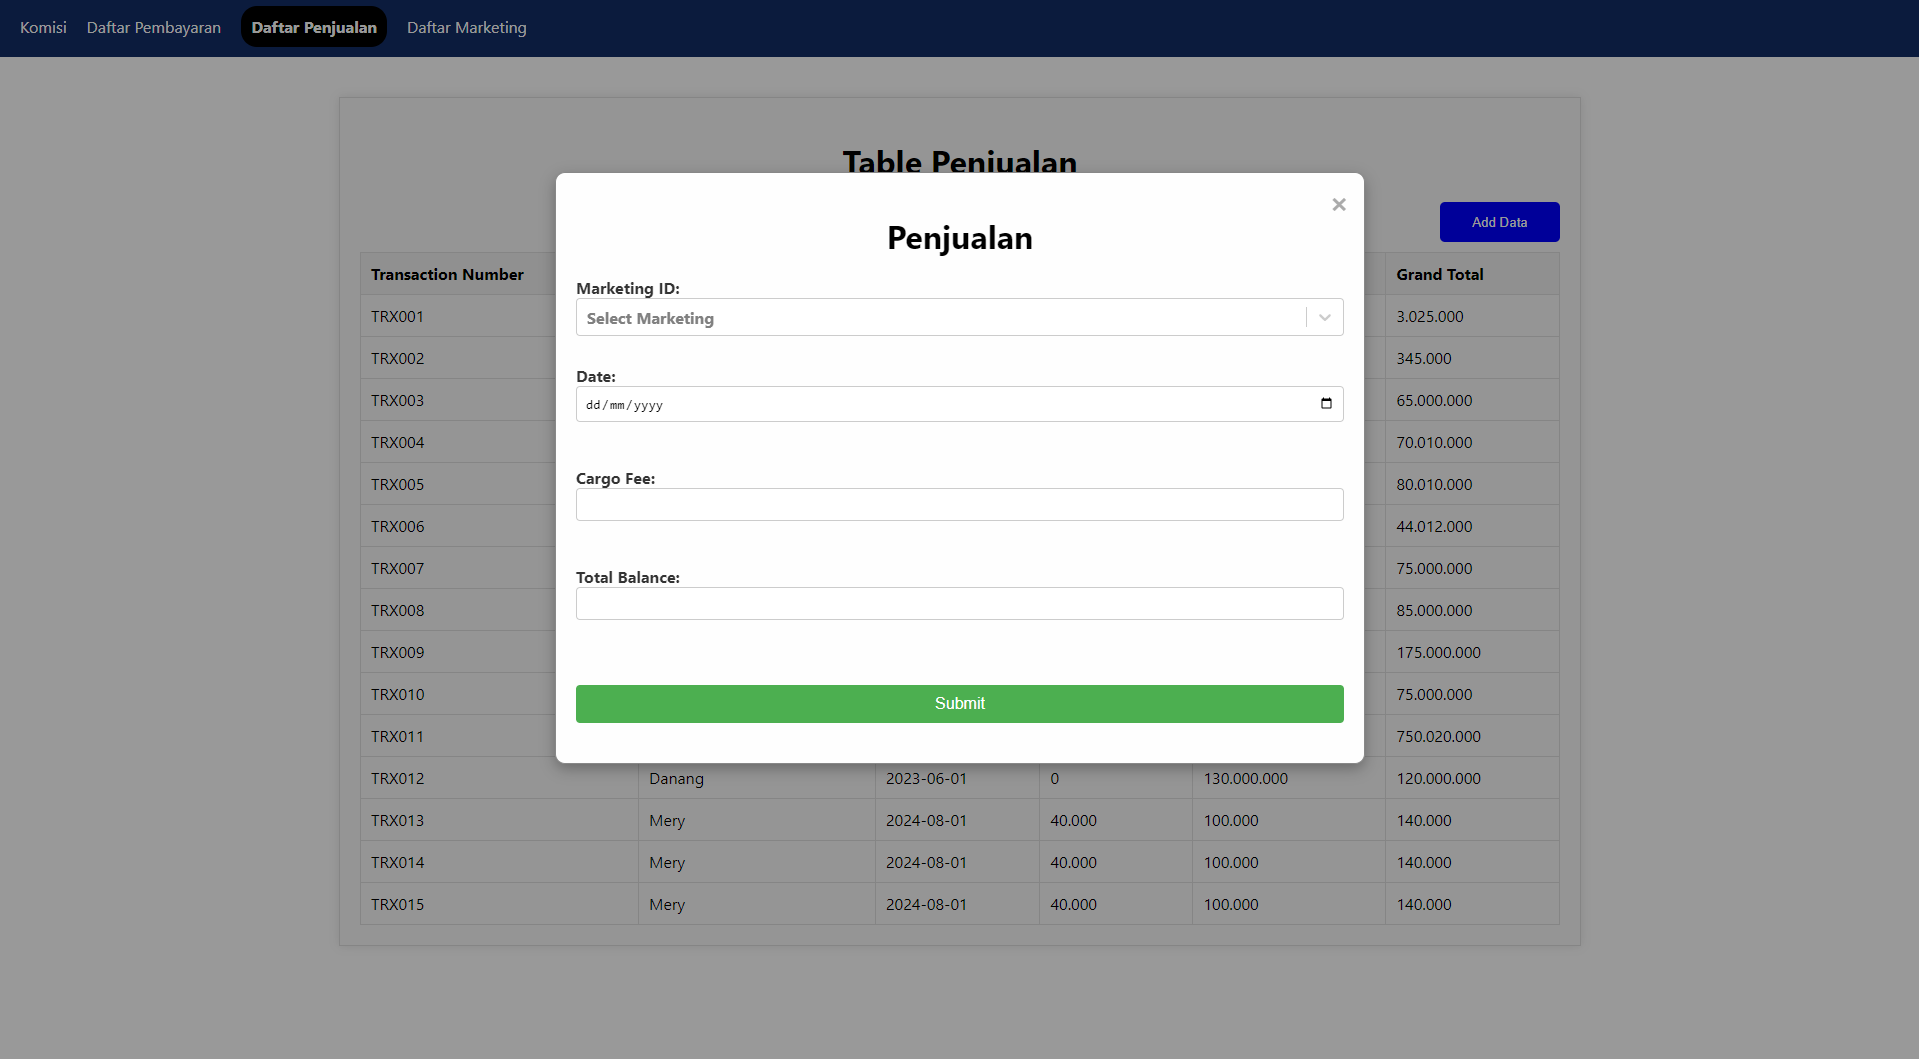 Komisi Daftar Pembayaran Daftar Penjualan Daftar Marketing
Table Penjualan
Add Data
×
Penjualan
Marketing ID:
Select Marketing
Date:
dd/mm/yyyy
Cargo Fee:
Total Balance:
Submit
Transaction Number Grand Total
TRX001 3.025.000
TRX002 345.000
TRX003 65.000.000
TRX004 70.010.000
TRX005 80.010.000
TRX006 44.012.000
TRX007 75.000.000
TRX008 85.000.000
TRX009 175.000.000
TRX010 75.000.000
TRX011 750.020.000
TRX012 Danang 2023-06-01 0 130.000.000 120.000.000
TRX013 Mery 2024-08-01 40.000 100.000 140.000
TRX014 Mery 2024-08-01 40.000 100.000 140.000
TRX015 Mery 2024-08-01 40.000 100.000 140.000